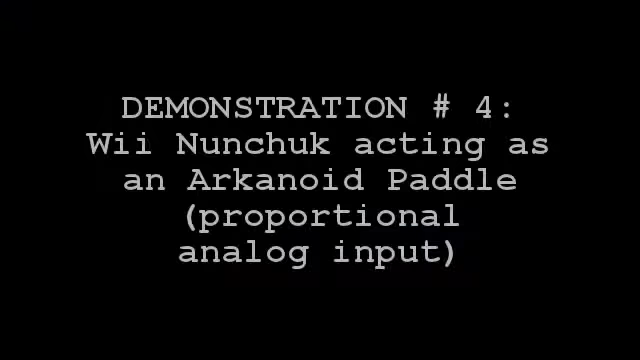 DEMONSTRATION # 4:
Wii Nunchuk acting as
an Arkanoid Paddle
(proportional
analog input)